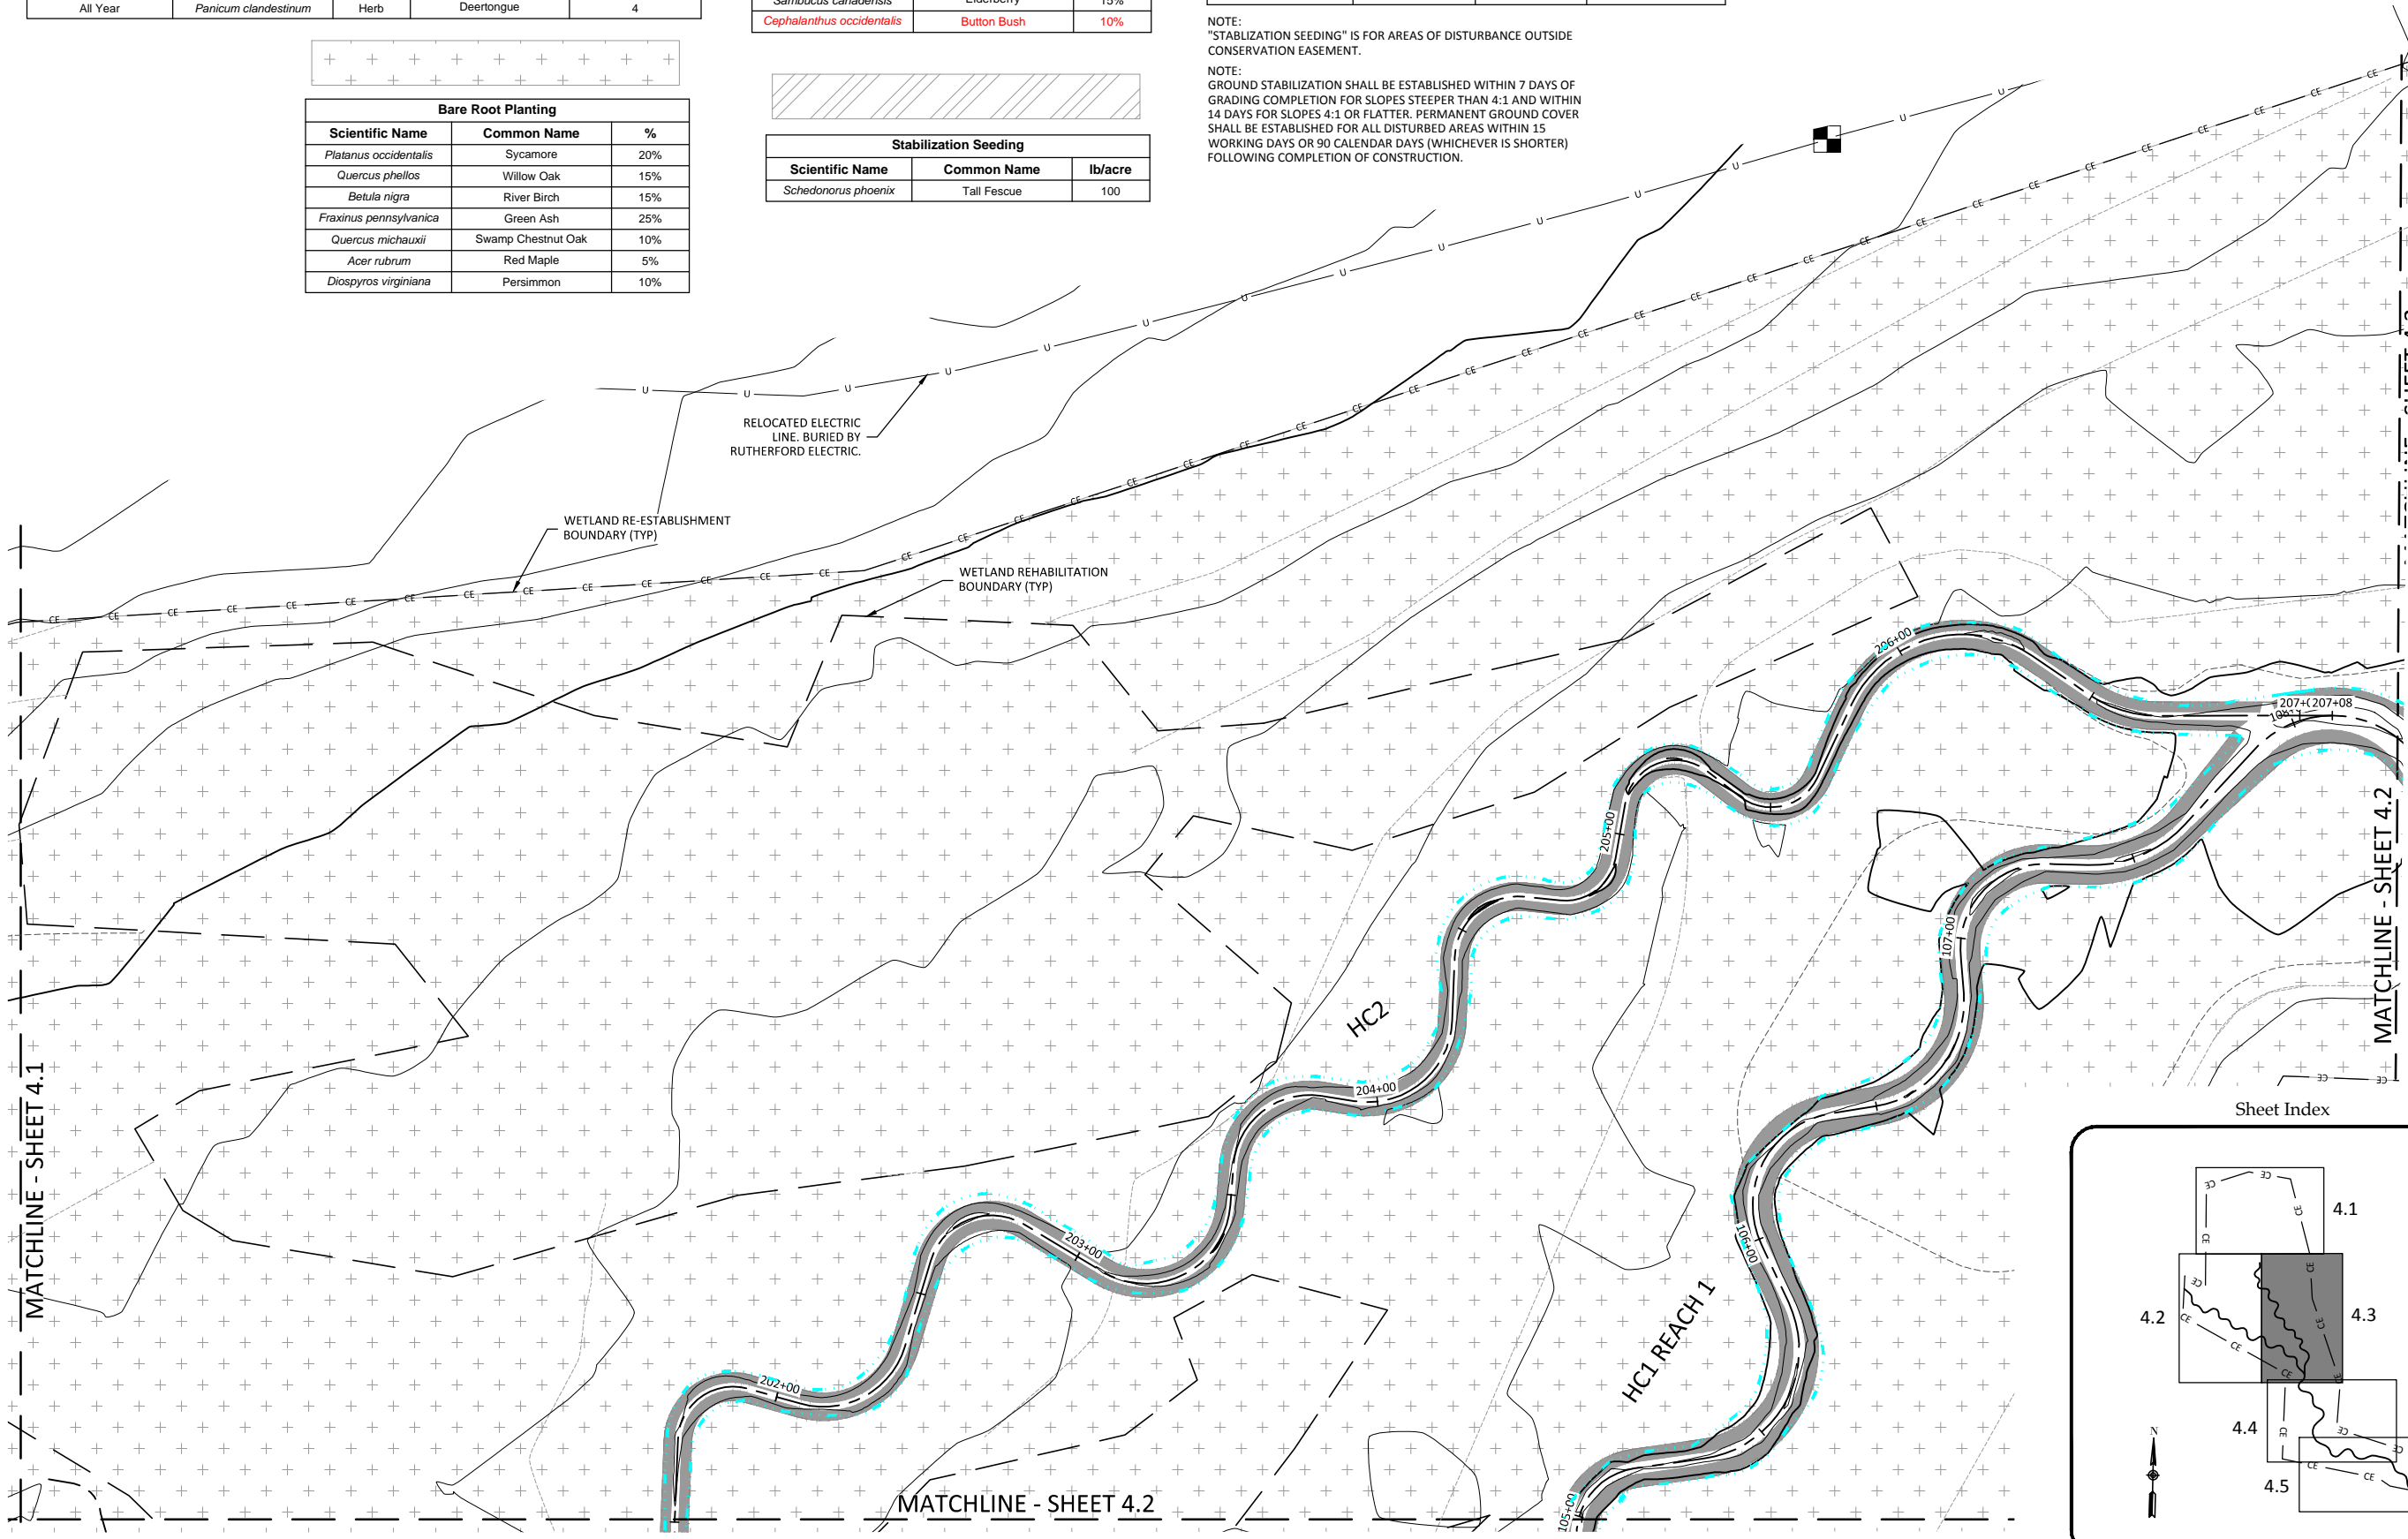 All Year Panicum clandestinum Herb Deertongue 4
Sambucus canadensis Elderberry 15%
Cephalanthus occidentalis Button Bush 10%
Bare Root Planting
Scientific Name Common Name %
Platanus occidentalis Sycamore 20%
Quercus phellos Willow Oak 15%
Betula nigra River Birch 15%
Fraxinus pennsylvanica Green Ash 25%
Quercus michauxii Swamp Chestnut Oak 10%
Acer rubrum Red Maple 5%
Diospyros virginiana Persimmon 10%
Stabilization Seeding
Scientific Name Common Name lb/acre
Schedonorus phoenix Tall Fescue 100
NOTE:
"STABLIZATION SEEDING" IS FOR AREAS OF DISTURBANCE OUTSIDE
CONSERVATION EASEMENT.
NOTE:
GROUND STABILIZATION SHALL BE ESTABLISHED WITHIN 7 DAYS OF
GRADING COMPLETION FOR SLOPES STEEPER THAN 4:1 AND WITHIN
14 DAYS FOR SLOPES 4:1 OR FLATTER. PERMANENT GROUND COVER
SHALL BE ESTABLISHED FOR ALL DISTURBED AREAS WITHIN 15
WORKING DAYS OR 90 CALENDAR DAYS (WHICHEVER IS SHORTER)
FOLLOWING COMPLETION OF CONSTRUCTION.
RELOCATED ELECTRIC
LINE. BURIED BY
RUTHERFORD ELECTRIC.
WETLAND RE-ESTABLISHMENT
BOUNDARY (TYP)
WETLAND REHABILITATION
BOUNDARY (TYP)
206+00
207+08
205+00
107+00
HC2
204+00
203+00
106+00
HC1 REACH 1
202+00
105+00
MATCHLINE - SHEET 4.1
MATCHLINE - SHEET 4.2
MATCHLINE - SHEET 4.2
Sheet Index
4.1
4.2
4.3
4.4
4.5
N